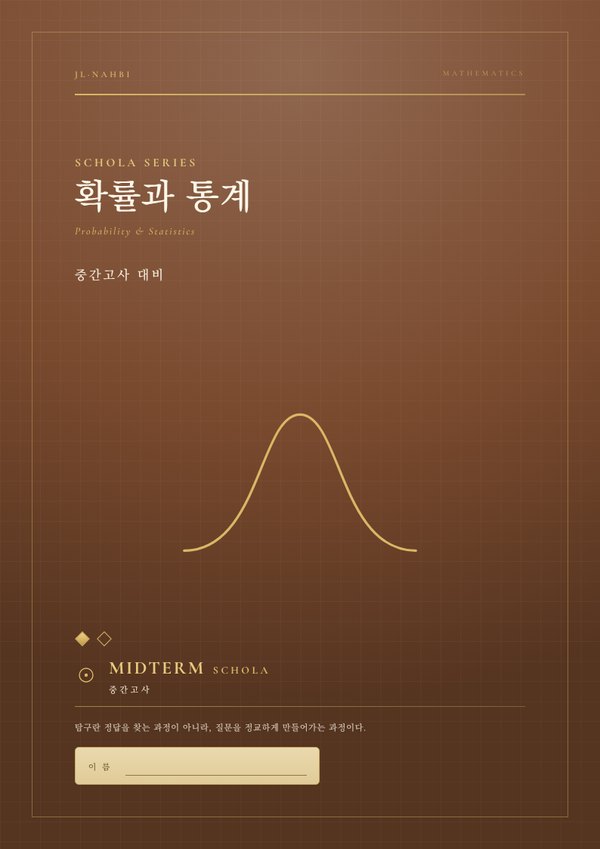 JL·NAHBI
MATHEMATICS
SCHOLA SERIES
확률과 통계
Probability & Statistics
중간고사 대비
MIDTERM SCHOLA
중간고사
탐구란 정답을 찾는 과정이 아니라, 질문을 정교하게 만들어가는 과정이다.
이 름